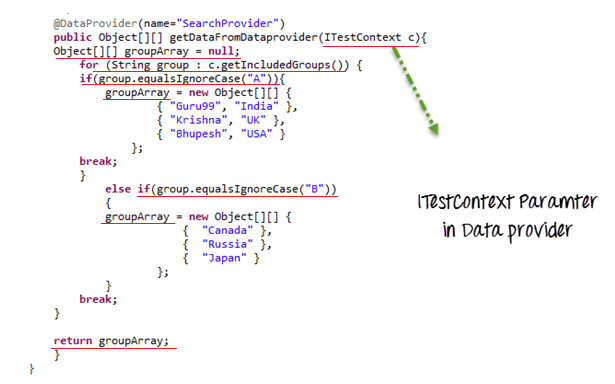 @DataProvider(name="SearchProvider")
public Object[][] getDataFromDataprovider(ITestContext c){
Object[][] groupArray = null;
for (String group : c.getIncludedGroups()) {
if(group.equalsIgnoreCase("A")){
groupArray = new Object[][] {
{ "Guru99", "India" },
{ "Krishna", "UK" },
{ "Bhupesh", "USA" }
};
break;
}
else if(group.equalsIgnoreCase("B"))
{
groupArray = new Object[][] {
{  "Canada" },
{  "Russia" },
{  "Japan" }
};
}
break;
}
return groupArray;
}
}
ITestContext Paramter
in Data provider